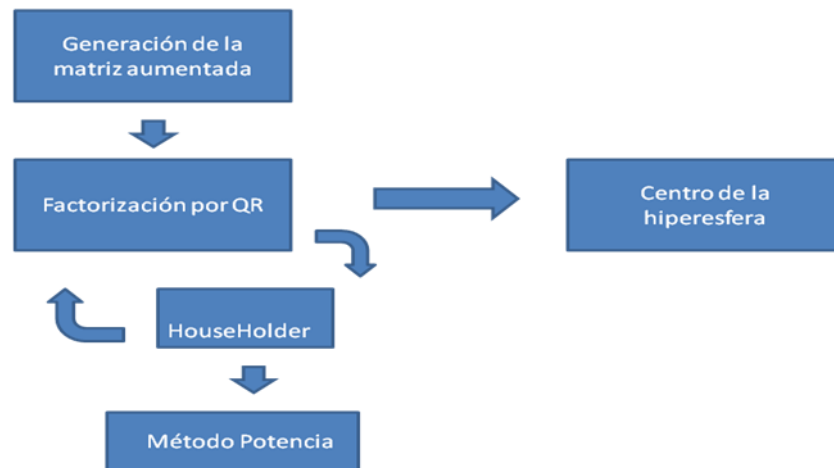 Generación de la
matriz aumentada
Factorización por QR
Centro de la
hiperesfera
HouseHolder
Método Potencia